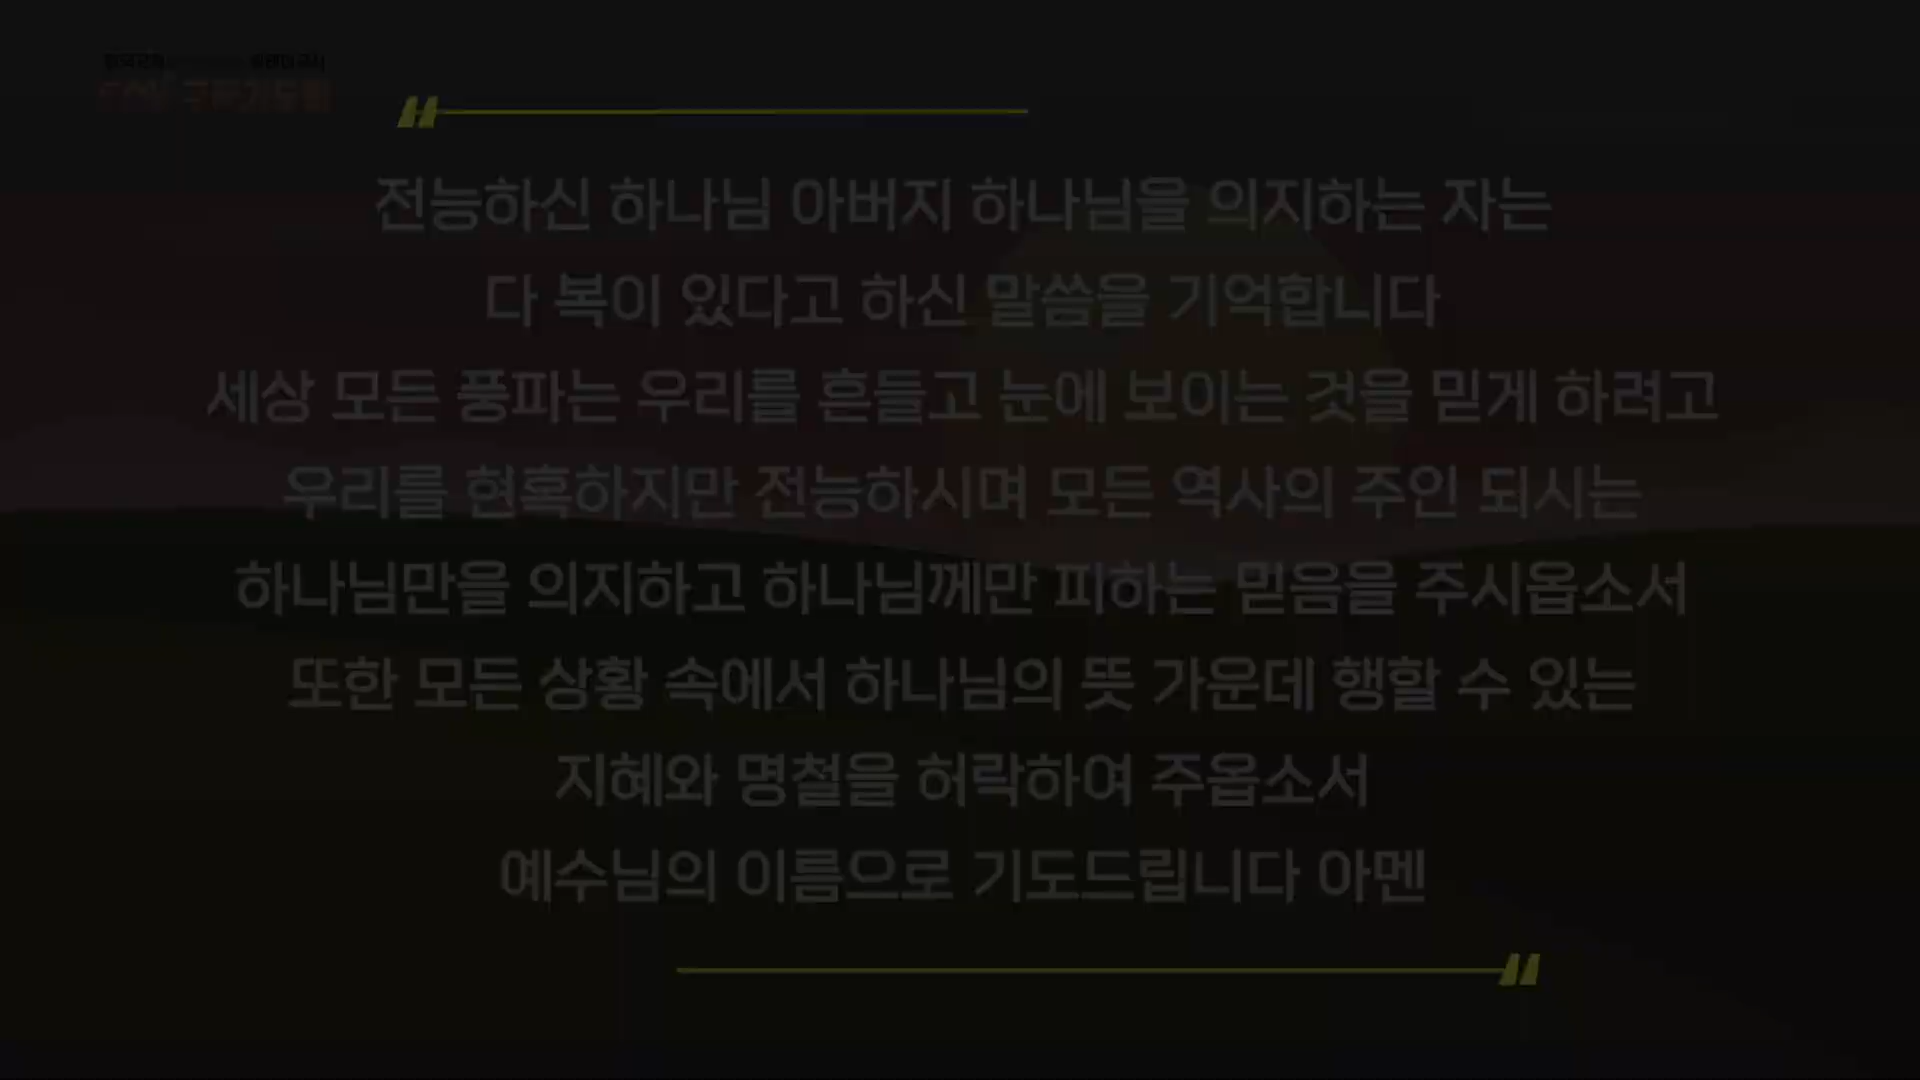 전능하신 하나님 아버지 하나님을 의지하는 자는
다 복이 있다고 하신 말씀을 기억합니다
세상 모든 풍파는 우리를 흔들고 눈에 보이는 것을 믿게 하려고
우리를 현혹하지만 전능하시며 모든 역사의 주인 되시는
하나님만을 의지하고 하나님께만 피하는 믿음을 주시옵소서
또한 모든 상황 속에서 하나님의 뜻 가운데 행할 수 있는
지혜와 명철을 허락하여 주옵소서
예수님의 이름으로 기도드립니다 아멘